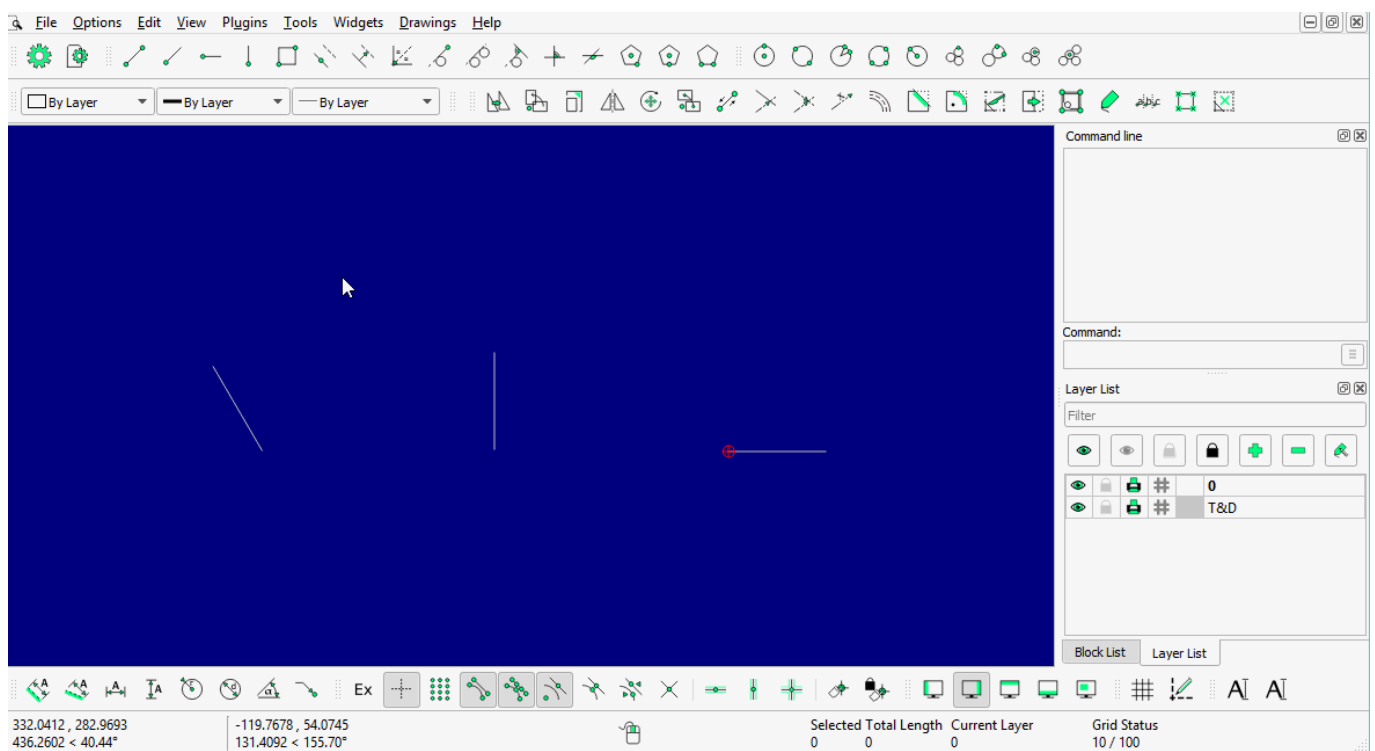 File Options Edit View Plugins Tools Widgets Drawings Help
By Layer By Layer By Layer
abc
Command line
Command:
Layer List
Filter
0
T&D
Block List Layer List
A A A r d α Ex A A
332.0412 , 282.9693 -119.7678 , 54.0745 Selected Total Length Current Layer Grid Status
436.2602 < 40.44° 131.4092 < 155.70° 0 0 0 10 / 100